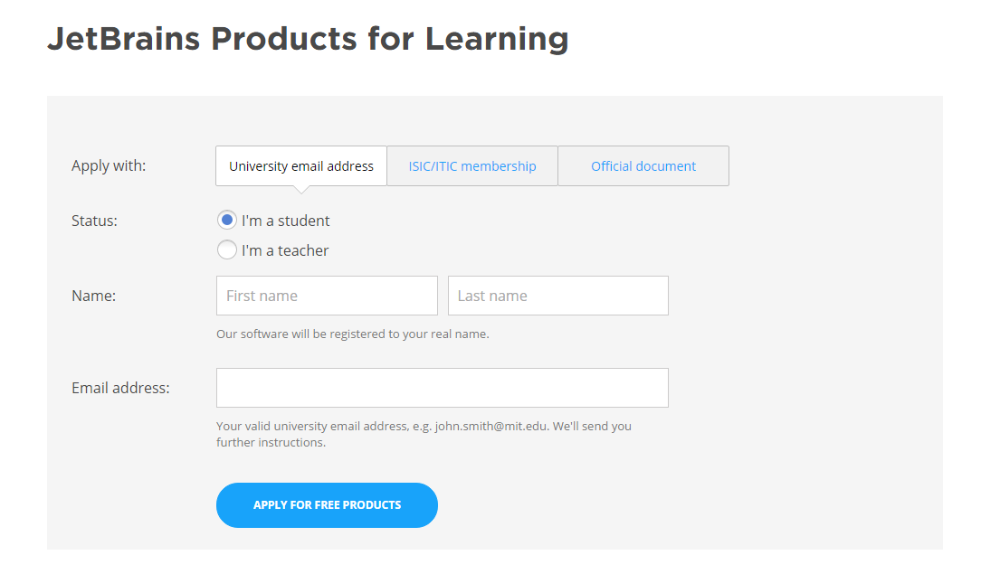 JetBrains Products for Learning
Apply with: University email address ISIC/ITIC membership Official document
Status: I'm a student
I'm a teacher
Name: First name Last name
Our software will be registered to your real name.
Email address:
Your valid university email address, e.g. john.smith@mit.edu. We'll send you
further instructions.
APPLY FOR FREE PRODUCTS